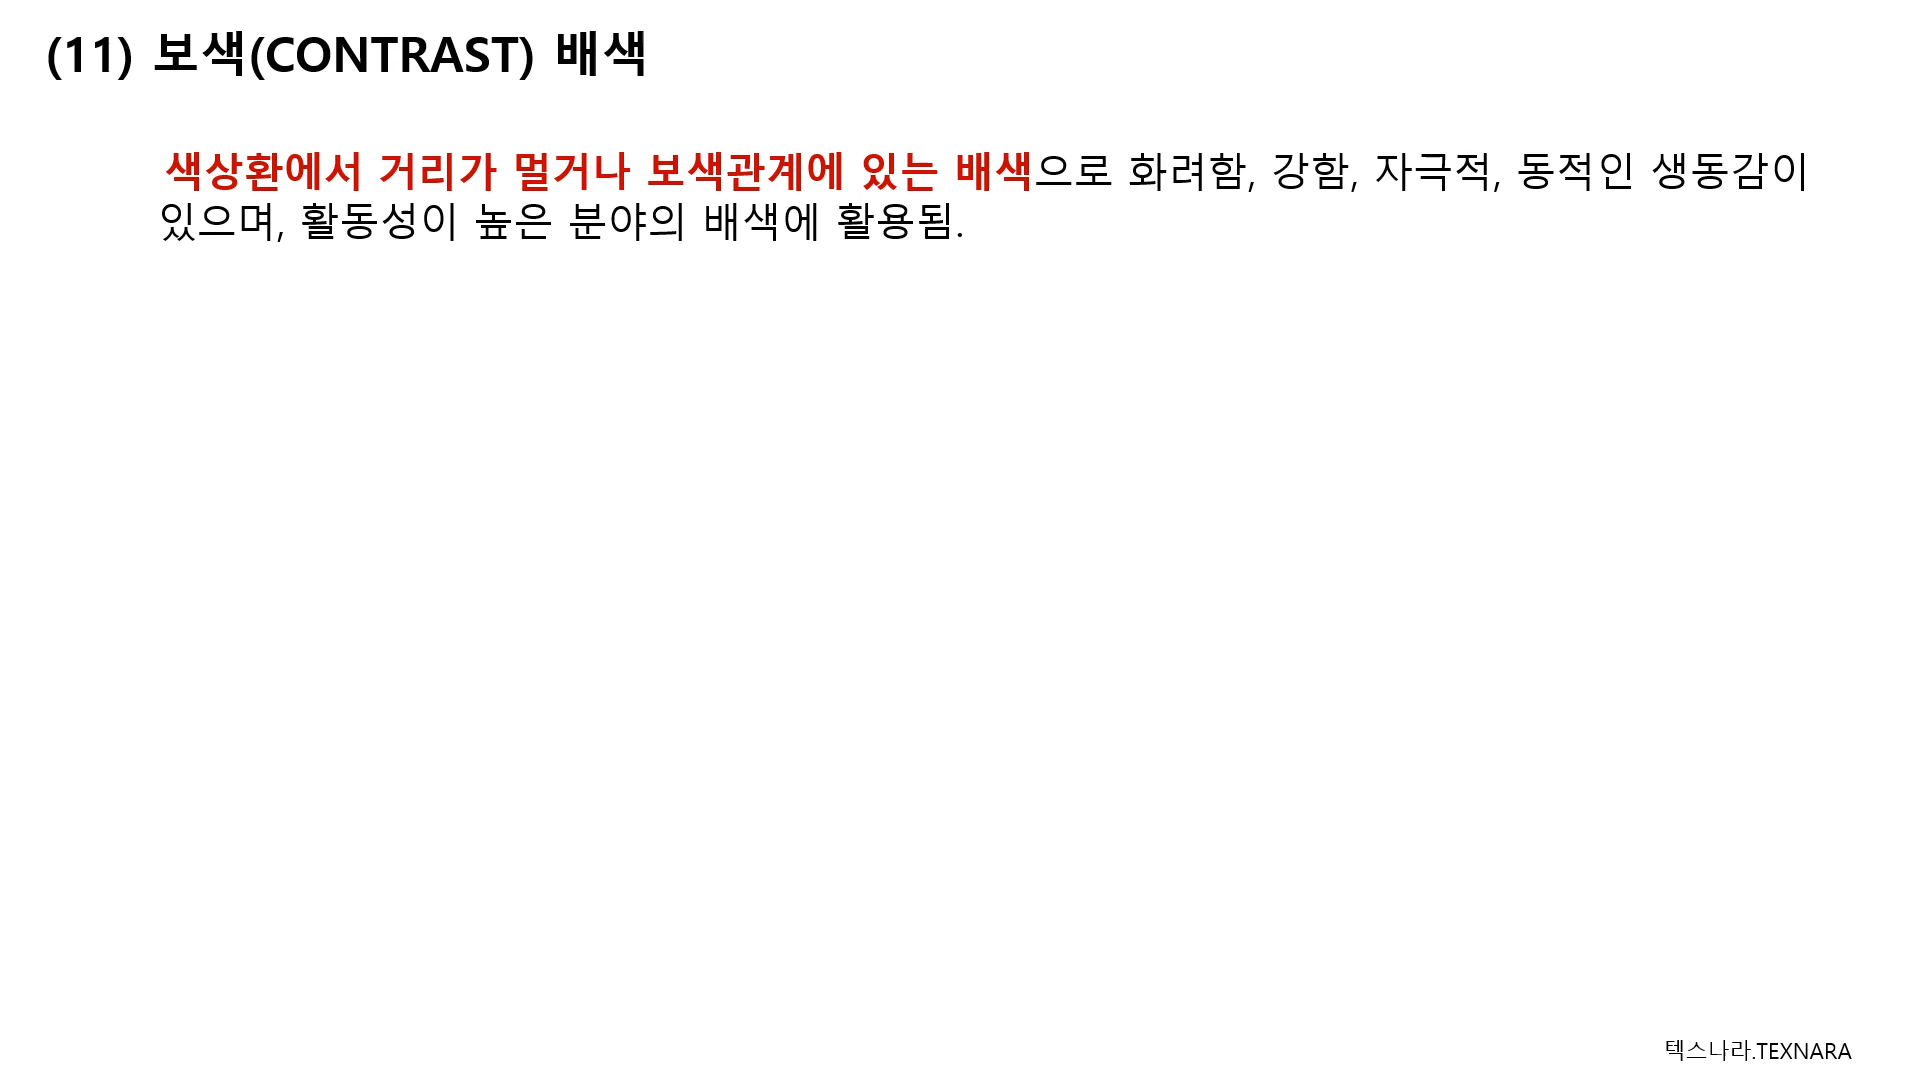 (11) 보색(CONTRAST) 배색
색상환에서 거리가 멀거나 보색관계에 있는 배색으로 화려함, 강함, 자극적, 동적인 생동감이
있으며, 활동성이 높은 분야의 배색에 활용됨.
텍스나라.TEXNARA